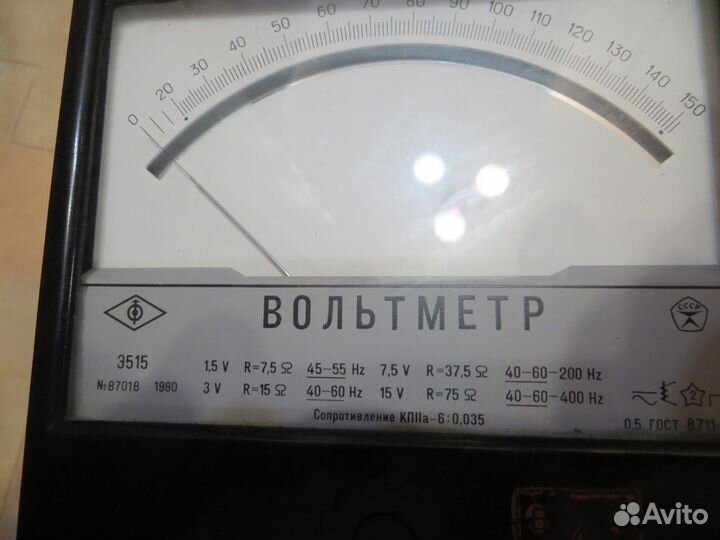 0 20 30 40 50 60 70 80 90 100 110 120 130 140 150
ВОЛЬТМЕТР
СССР
Э515
1,5 V R=7,5 Ω 45–55 Hz 7,5 V R=37,5 Ω 40–60–200 Hz
№87018 1980 3 V R=15 Ω 40–60 Hz 15 V R=75 Ω 40–60–400 Hz
2
Сопротивление КПIIа–6:0,035
0,5 ГОСТ 8711
Avito